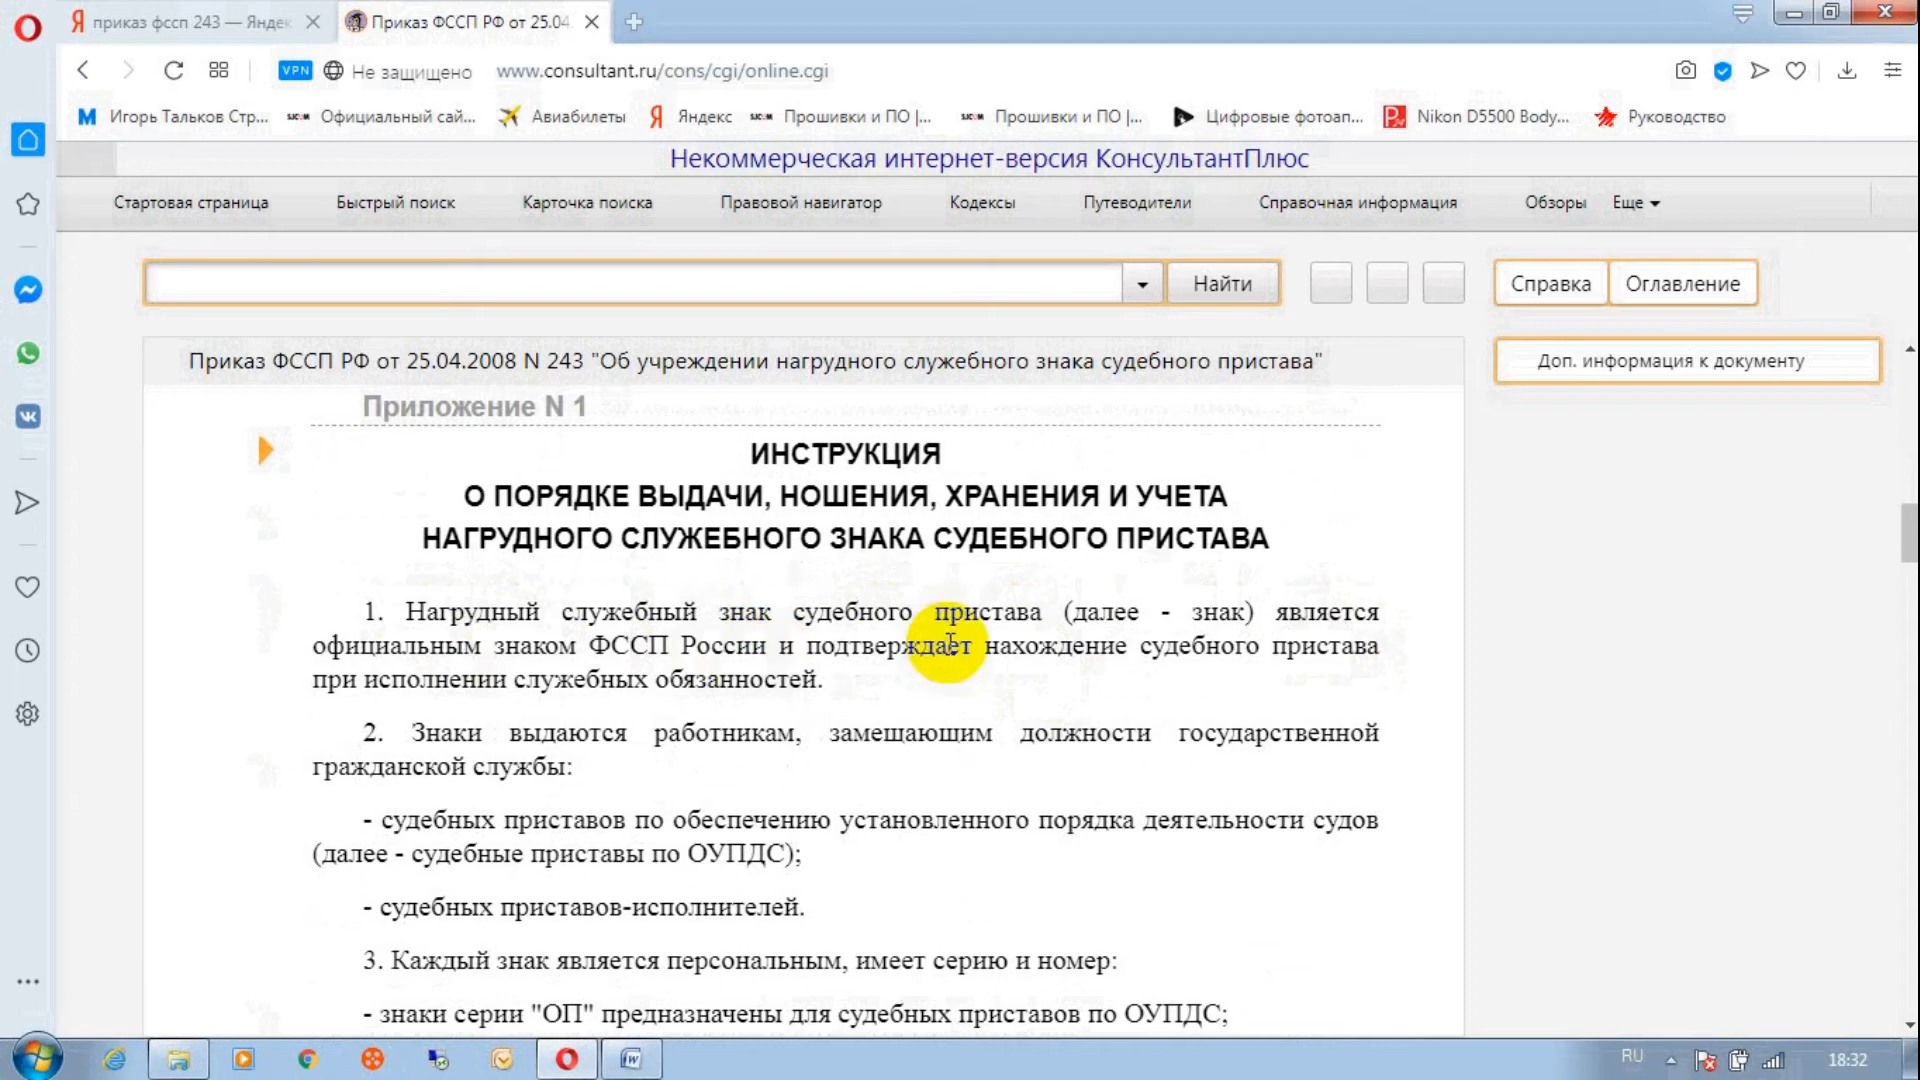 приказ фссп 243 — Яндек
Приказ ФССП РФ от 25.04
VPN
Не защищено
www.consultant.ru/cons/cgi/online.cgi
Игорь Тальков Стр...
SJCAM
Официальный сай...
Авиабилеты
Яндекс
SJCAM
Прошивки и ПО |...
SJCAM
Прошивки и ПО |...
Цифровые фотоап...
Nikon D5500 Body...
Руководство
Некоммерческая интернет-версия КонсультантПлюс
Стартовая страница
Быстрый поиск
Карточка поиска
Правовой навигатор
Кодексы
Путеводители
Справочная информация
Обзоры
Еще
Найти
Справка
Оглавление
Приказ ФССП РФ от 25.04.2008 N 243 "Об учреждении нагрудного служебного знака судебного пристава"
Доп. информация к документу
Приложение N 1
ИНСТРУКЦИЯ
О ПОРЯДКЕ ВЫДАЧИ, НОШЕНИЯ, ХРАНЕНИЯ И УЧЕТА
НАГРУДНОГО СЛУЖЕБНОГО ЗНАКА СУДЕБНОГО ПРИСТАВА
1. Нагрудный служебный знак судебного пристава (далее - знак) является
официальным знаком ФССП России и подтверждает нахождение судебного пристава
при исполнении служебных обязанностей.
2. Знаки выдаются работникам, замещающим должности государственной
гражданской службы:
- судебных приставов по обеспечению установленного порядка деятельности судов
(далее - судебные приставы по ОУПДС);
- судебных приставов-исполнителей.
3. Каждый знак является персональным, имеет серию и номер:
- знаки серии "ОП" предназначены для судебных приставов по ОУПДС;
RU
18:32